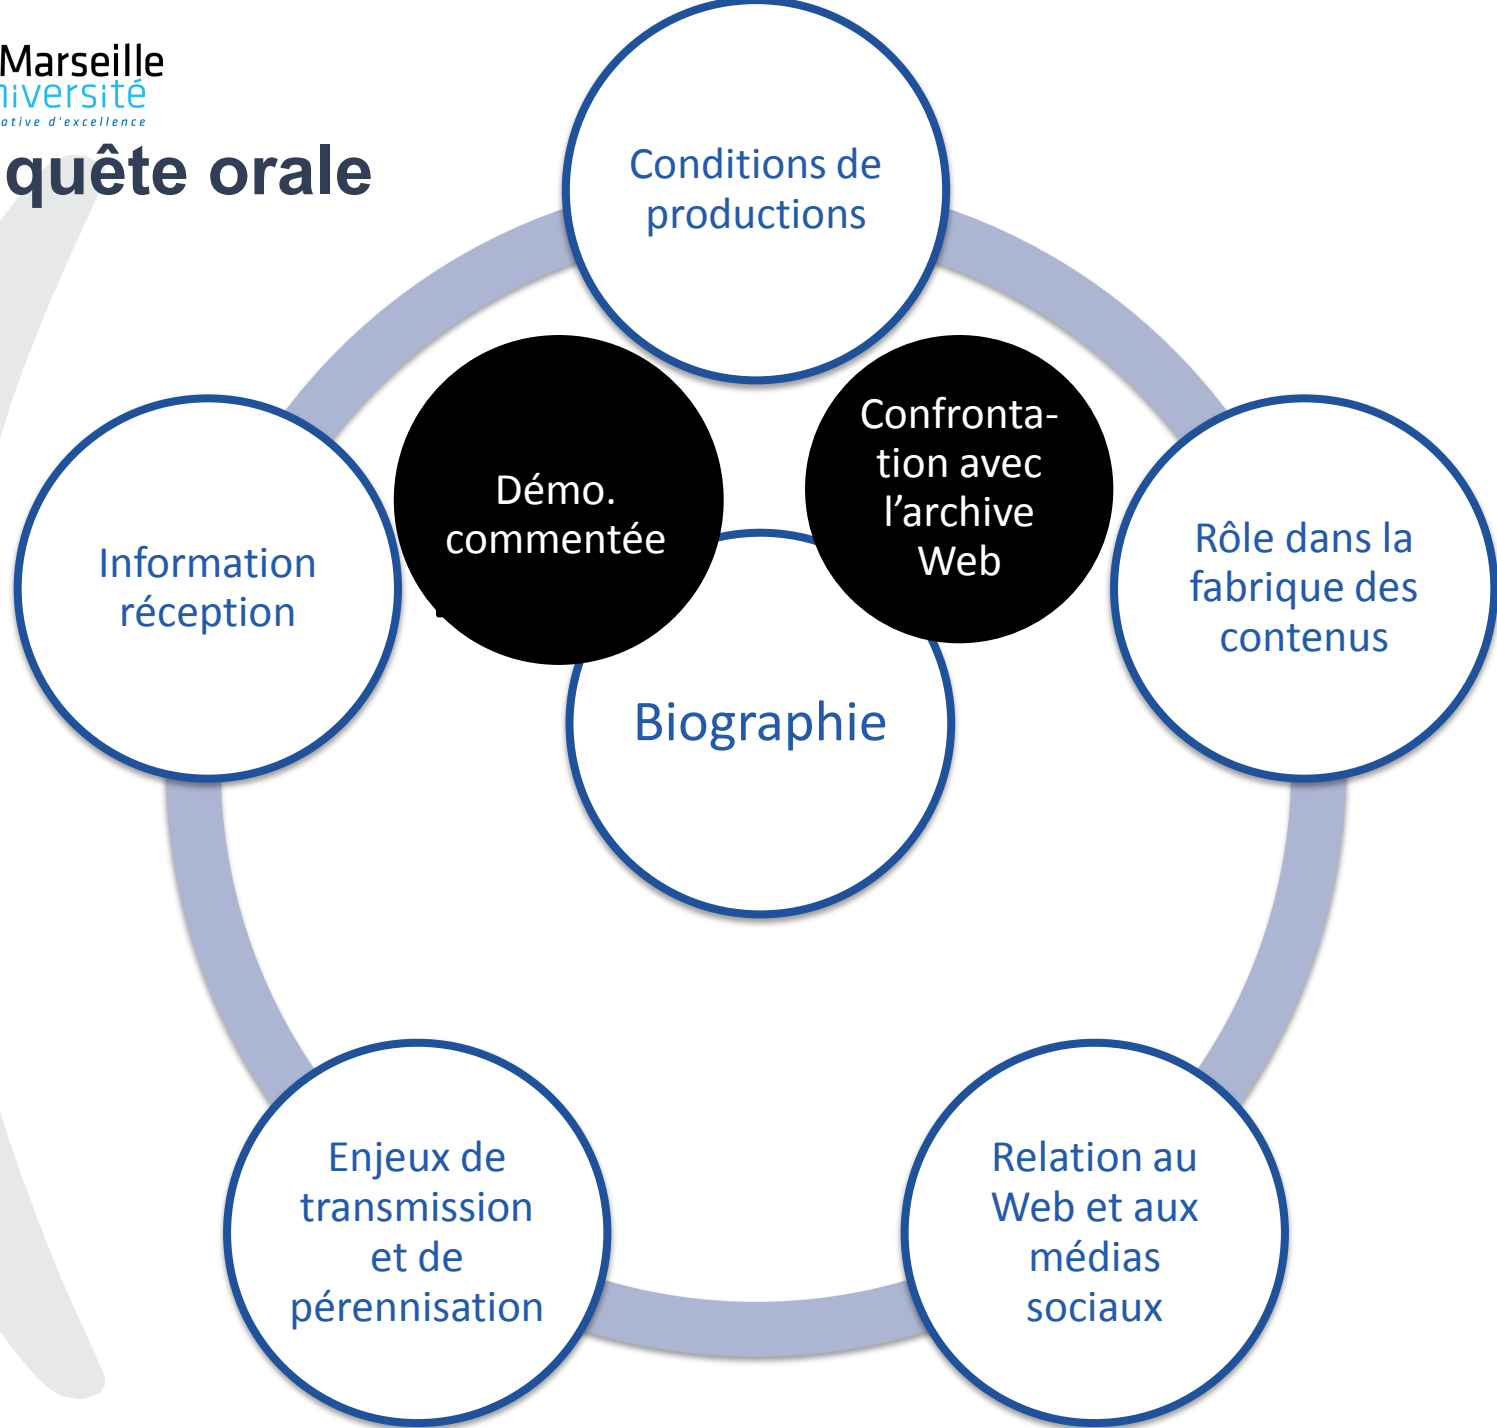 Marseille
niversité
ative d'excellence
quête orale
Conditions de
productions
Démo.
commentée
Confronta-
tion avec
l'archive
Web
Information
réception
Rôle dans la
fabrique des
contenus
Biographie
Enjeux de
transmission
et de
pérennisation
Relation au
Web et aux
médias
sociaux